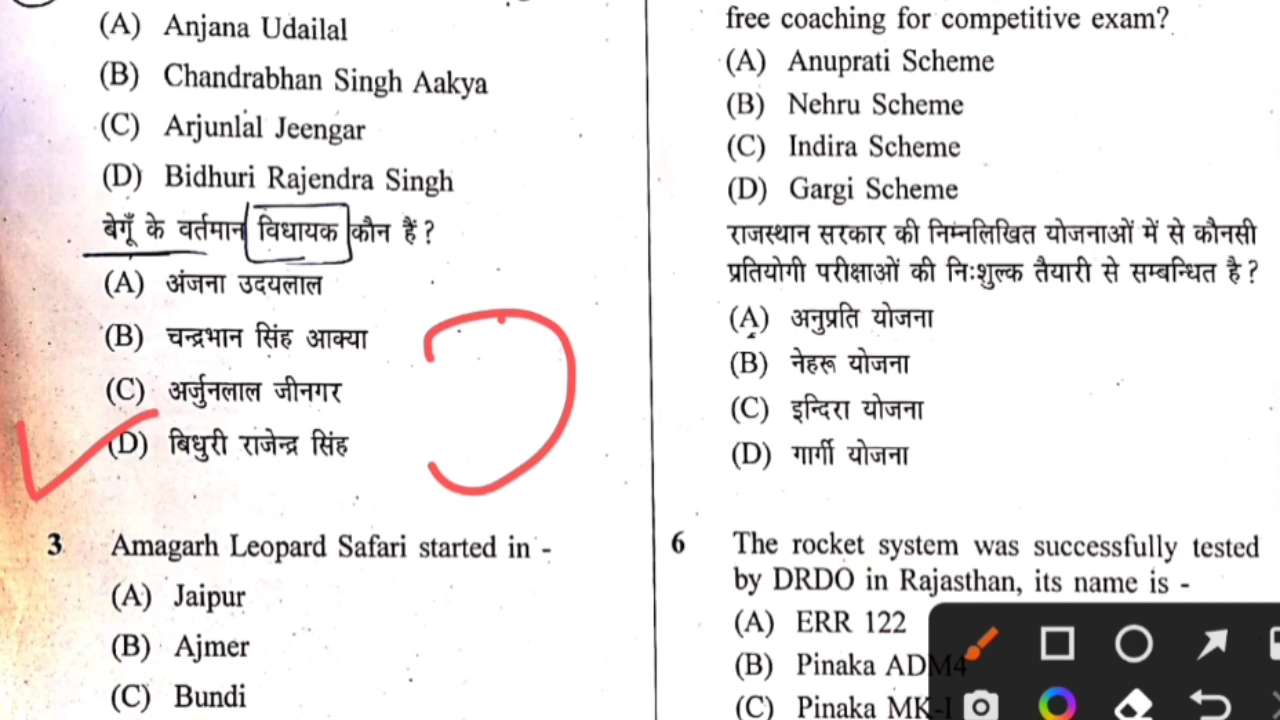 (A) Anjana Udailal
(B) Chandrabhan Singh Aakya
(C) Arjunlal Jeengar
(D) Bidhuri Rajendra Singh
बेगूँ के वर्तमान विधायक कौन हैं ?
(A) अंजना उदयलाल
(B) चन्द्रभान सिंह आक्या
(C) अर्जुनलाल जीनगर
(D) बिधुरी राजेन्द्र सिंह
3 Amagarh Leopard Safari started in -
(A) Jaipur
(B) Ajmer
(C) Bundi
free coaching for competitive exam?
(A) Anuprati Scheme
(B) Nehru Scheme
(C) Indira Scheme
(D) Gargi Scheme
राजस्थान सरकार की निम्नलिखित योजनाओं में से कौनसी
प्रतियोगी परीक्षाओं की निःशुल्क तैयारी से सम्बन्धित है ?
(A) अनुप्रति योजना
(B) नेहरू योजना
(C) इन्दिरा योजना
(D) गार्गी योजना
6 The rocket system was successfully tested
by DRDO in Rajasthan, its name is -
(A) ERR 122
(B) Pinaka ADM4
(C) Pinaka MK-I